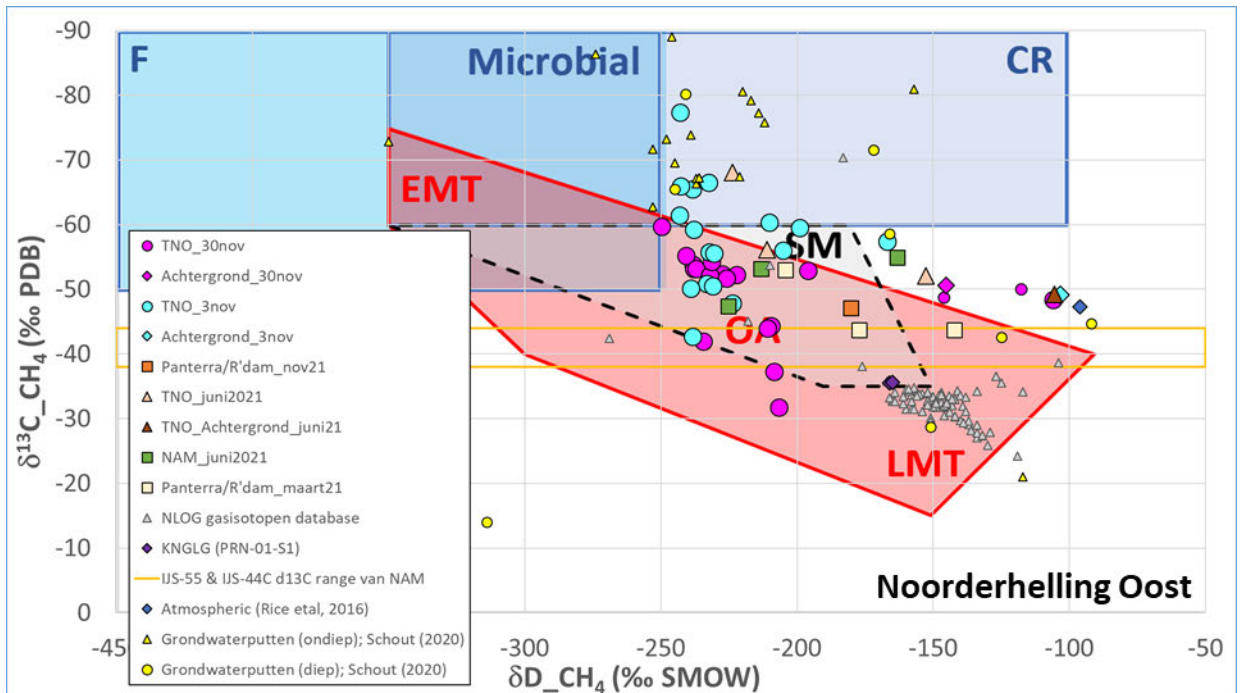 -90
-80
-70
-60
-50
-40
-30
-20
-10
0
δ¹³C_CH₄ (‰ PDB)
F
Microbial
CR
EMT
SM
OA
LMT
TNO_30nov
Achtergrond_30nov
TNO_3nov
Achtergrond_3nov
Panterra/R'dam_nov21
TNO_juni2021
TNO_Achtergrond_juni21
NAM_juni2021
Panterra/R'dam_maart21
NLOG gasisotopen database
KNGLG (PRN-01-S1)
IJS-55 & IJS-44C d13C range van NAM
Atmospheric (Rice etal, 2016)
Grondwaterputten (ondiep); Schout (2020)
Grondwaterputten (diep); Schout (2020)
Noorderhelling Oost
-300 -250 -200 -150 -100 -50
δD_CH₄ (‰ SMOW)